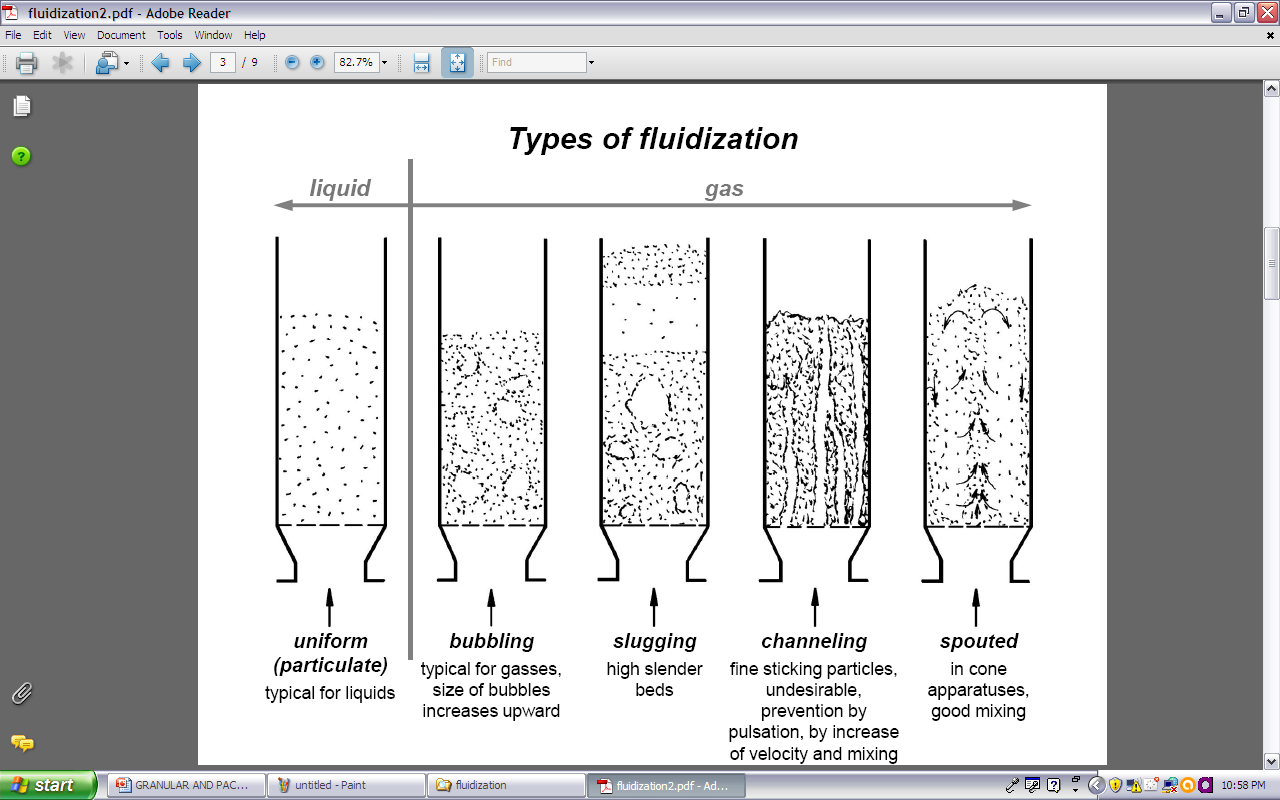 fluidization2.pdf - Adobe Reader
File Edit View Document Tools Window Help
3 / 9 82.7% Find
Types of fluidization
liquid gas
uniform
(particulate)
typical for liquids
bubbling
typical for gasses,
size of bubbles
increases upward
slugging
high slender
beds
channeling
fine sticking particles,
undesirable,
prevention by
pulsation, by increase
of velocity and mixing
spouted
in cone
apparatuses,
good mixing
start GRANULAR AND PAC... untitled - Paint fluidization fluidization2.pdf - Ad... 10:58 PM